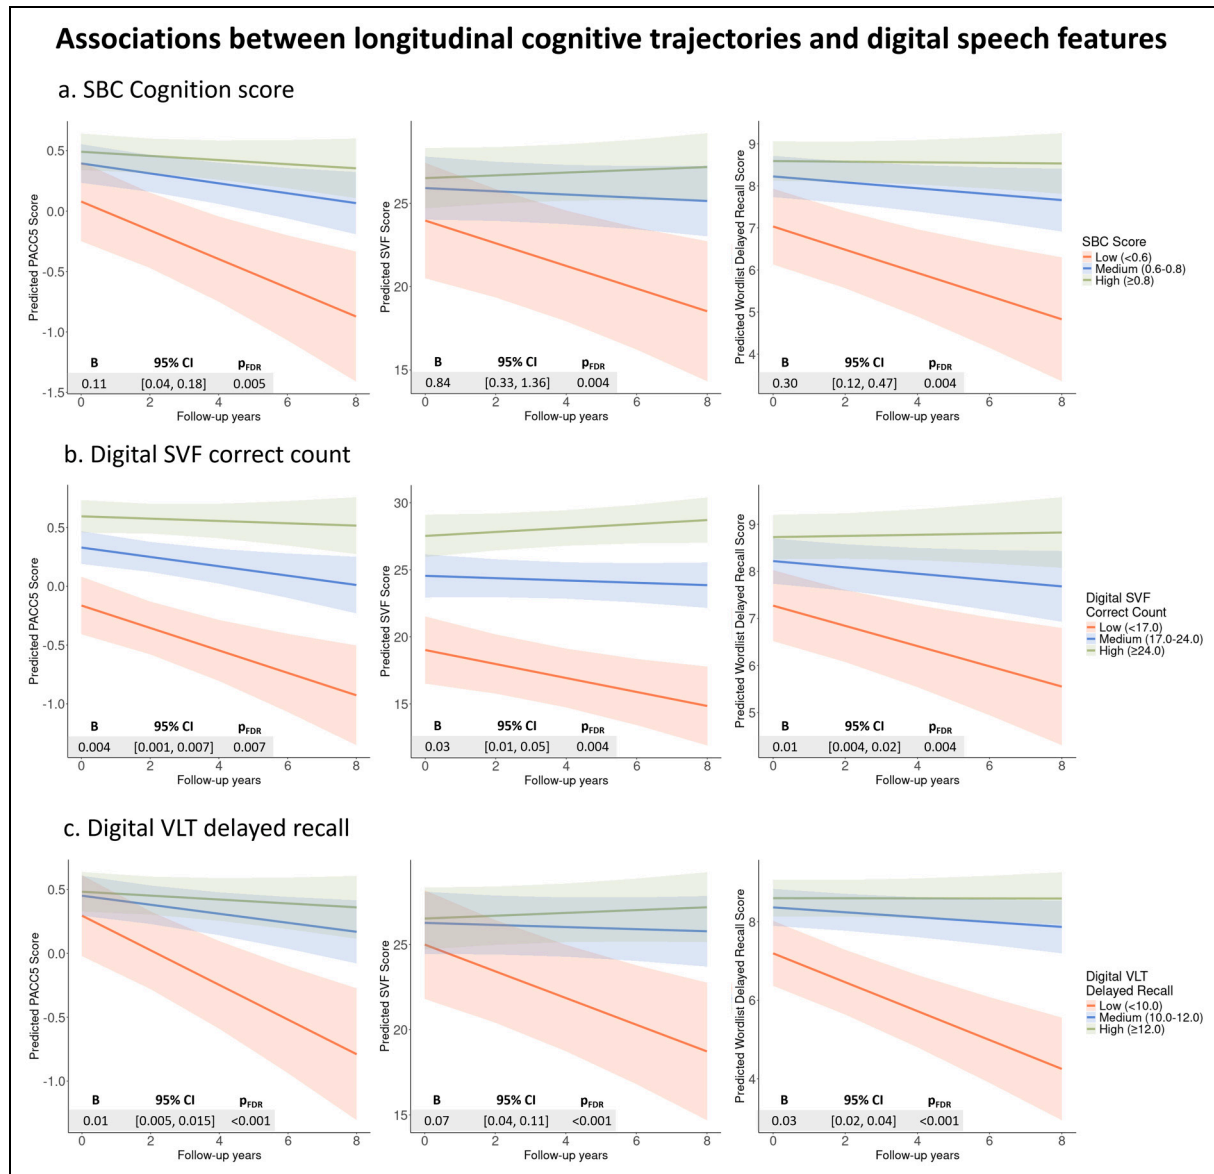 Associations between longitudinal cognitive trajectories and digital speech features
a. SBC Cognition score
Predicted PACC5 Score
0.5
0.0
-0.5
-1.0
-1.5
B 95% CI pFDR
0.11 [0.04, 0.18] 0.005
0 2 4 6 8
Follow-up years
Predicted SVF Score
25
20
15
B 95% CI pFDR
0.84 [0.33, 1.36] 0.004
0 2 4 6 8
Follow-up years
Predicted Wordlist Delayed Recall Score
9
8
7
6
5
4
B 95% CI pFDR
0.30 [0.12, 0.47] 0.004
0 2 4 6 8
Follow-up years
SBC Score
Low (<0.6)
Medium (0.6-0.8)
High (≥0.8)
b. Digital SVF correct count
Predicted PACC5 Score
0.5
0.0
-0.5
-1.0
B 95% CI pFDR
0.004 [0.001, 0.007] 0.007
0 2 4 6 8
Follow-up years
Predicted SVF Score
30
25
20
15
B 95% CI pFDR
0.03 [0.01, 0.05] 0.004
0 2 4 6 8
Follow-up years
Predicted Wordlist Delayed Recall Score
9
8
7
6
5
B 95% CI pFDR
0.01 [0.004, 0.02] 0.004
0 2 4 6 8
Follow-up years
Digital SVF
Correct Count
Low (<17.0)
Medium (17.0-24.0)
High (≥24.0)
c. Digital VLT delayed recall
Predicted PACC5 Score
0.5
0.0
-0.5
-1.0
B 95% CI pFDR
0.01 [0.005, 0.015] <0.001
0 2 4 6 8
Follow-up years
Predicted SVF Score
25
20
15
B 95% CI pFDR
0.07 [0.04, 0.11] <0.001
0 2 4 6 8
Follow-up years
Predicted Wordlist Delayed Recall Score
8
6
4
B 95% CI pFDR
0.03 [0.02, 0.04] <0.001
0 2 4 6 8
Follow-up years
Digital VLT
Delayed Recall
Low (<10.0)
Medium (10.0-12.0)
High (≥12.0)